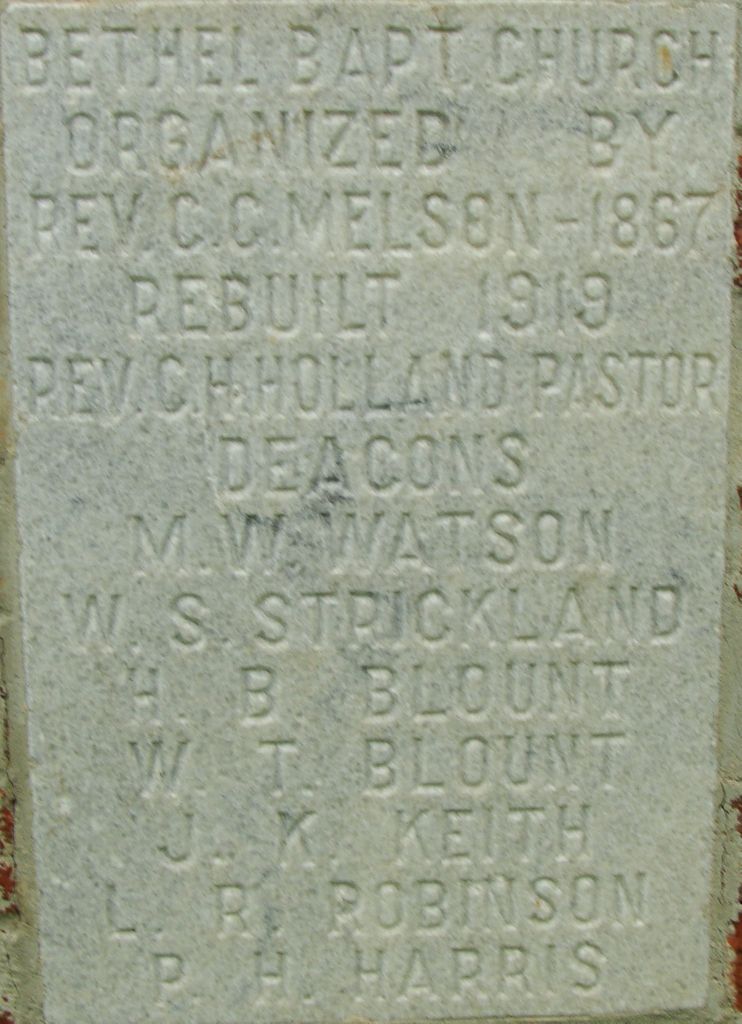 BETHEL BAPT. CHURCH
ORGANIZED BY
REV. C.C. MELSON - 1867
REBUILT 1919
REV. C.H. HOLLAND PASTOR
DEACONS
M. W. WATSON
W. S. STRICKLAND
H. B. BLOUNT
W. T. BLOUNT
J. K. KEITH
L. R. ROBINSON
P. H. HARRIS